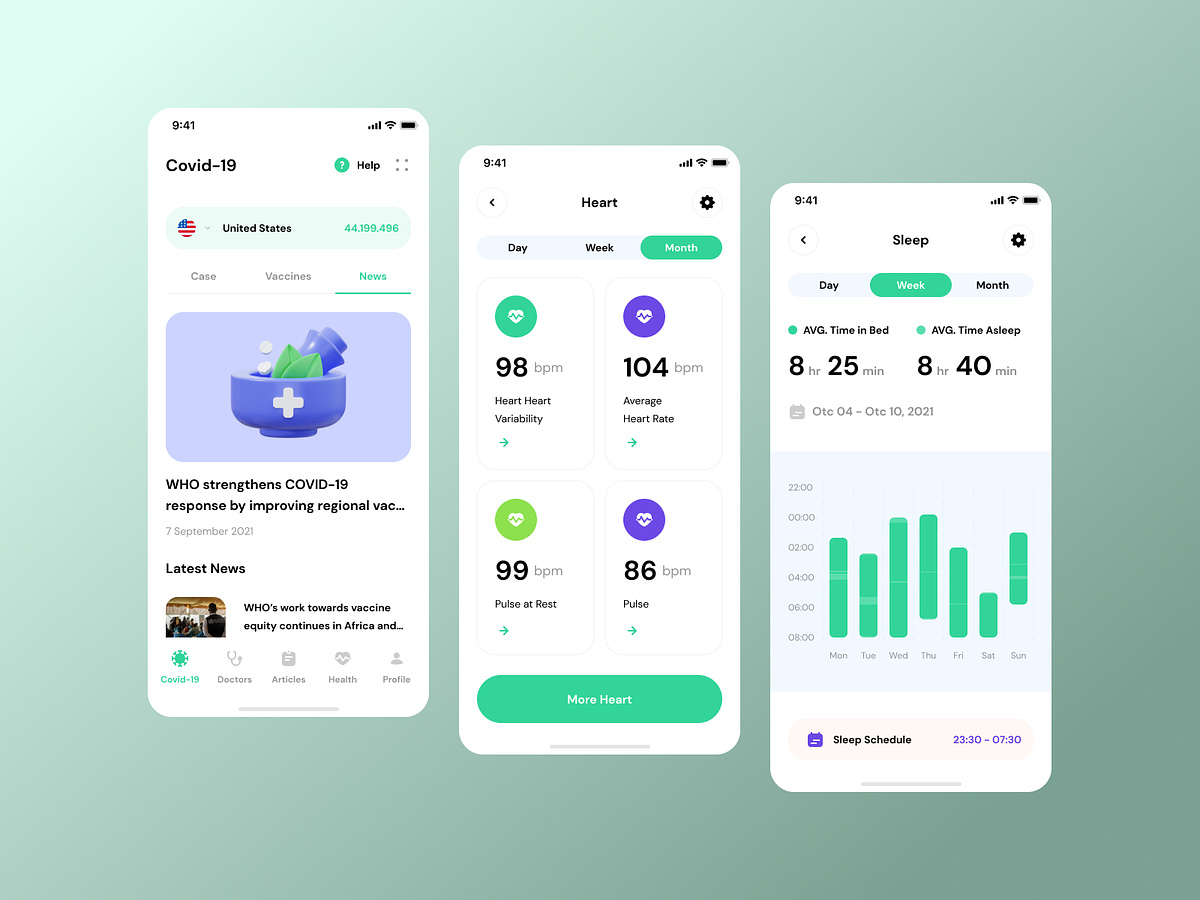 9:41
Covid-19
? Help
United States 44.199.496
Case Vaccines News
WHO strengthens COVID-19
response by improving regional vac...
7 September 2021
Latest News
WHO's work towards vaccine
equity continues in Africa and...
Covid-19 Doctors Articles Health Profile
9:41
Heart
Day Week Month
98 bpm
Heart Heart
Variability
104 bpm
Average
Heart Rate
99 bpm
Pulse at Rest
86 bpm
Pulse
More Heart
9:41
Sleep
Day Week Month
AVG. Time in Bed
8 hr 25 min
AVG. Time Asleep
8 hr 40 min
Otc 04 - Otc 10, 2021
22:00
00:00
02:00
04:00
06:00
08:00
Mon Tue Wed Thu Fri Sat Sun
Sleep Schedule 23:30 - 07:30